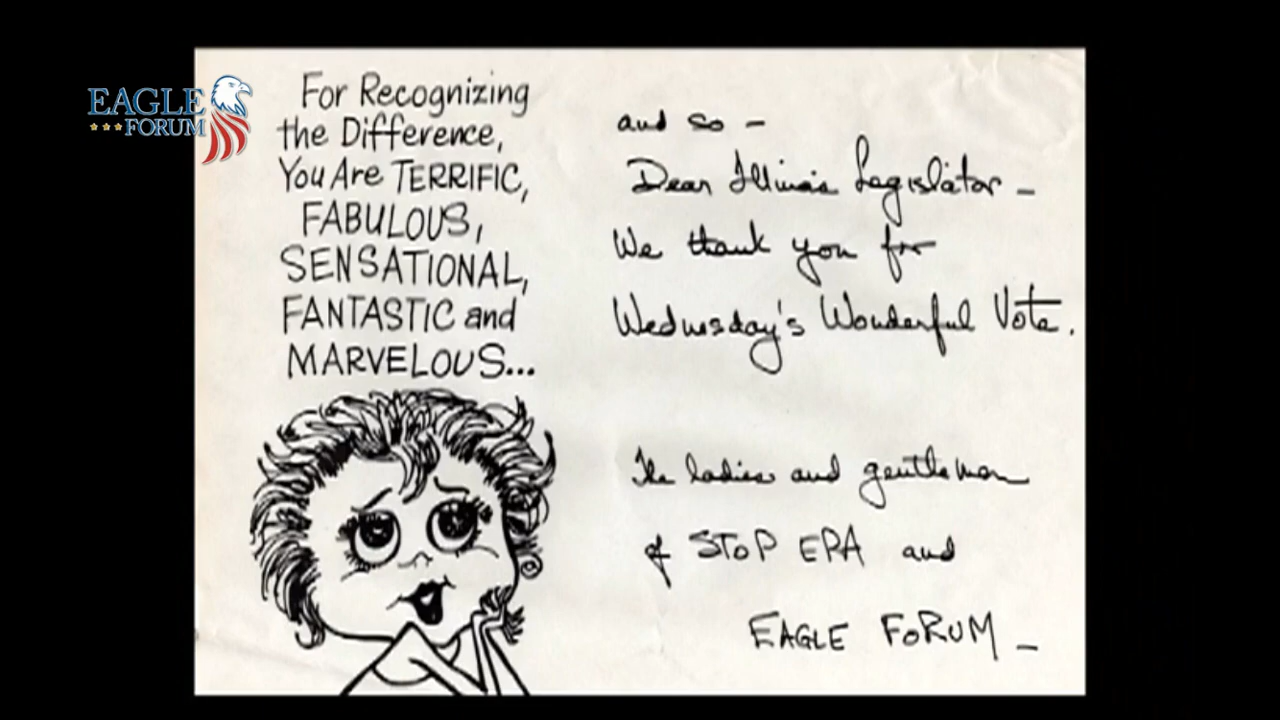 EAGLE
FORUM
For Recognizing
the Difference,
You Are TERRIFIC,
FABULOUS,
SENSATIONAL,
FANTASTIC and
MARVELOUS...
and so –
Dear Illinois Legislator –
We thank you for
Wednesday's Wonderful Vote.
The ladies and gentlemen
of STOP ERA and
EAGLE FORUM –